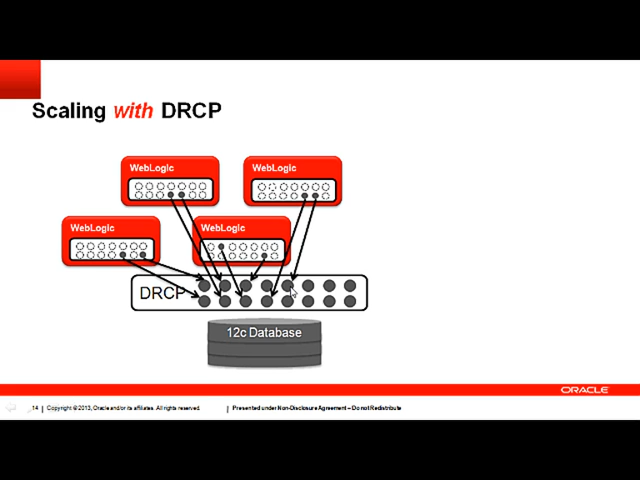 Scaling with DRCP
WebLogic
WebLogic
WebLogic
WebLogic
DRCP
12c Database
ORACLE
14 | Copyright © 2013, Oracle and/or its affiliates. All rights reserved. | Presented under Non-Disclosure Agreement – Do not Redistribute